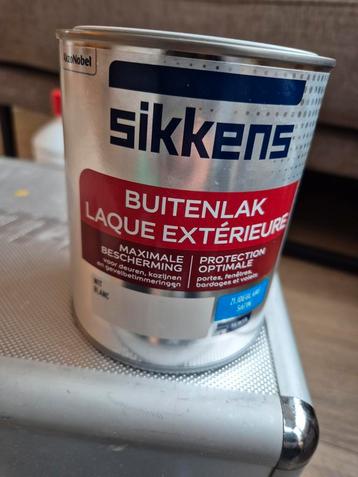 AkzoNobel
sikkens
BUITENLAK
LAQUE EXTÉRIEURE
MAXIMALE
BESCHERMING
voor deuren, kozijnen
en gevelbetimmeringen
PROTECTION
OPTIMALE
portes, fenêtres,
bardages et volets
WIT
BLANC
ZIJDEGLANS
SATIN